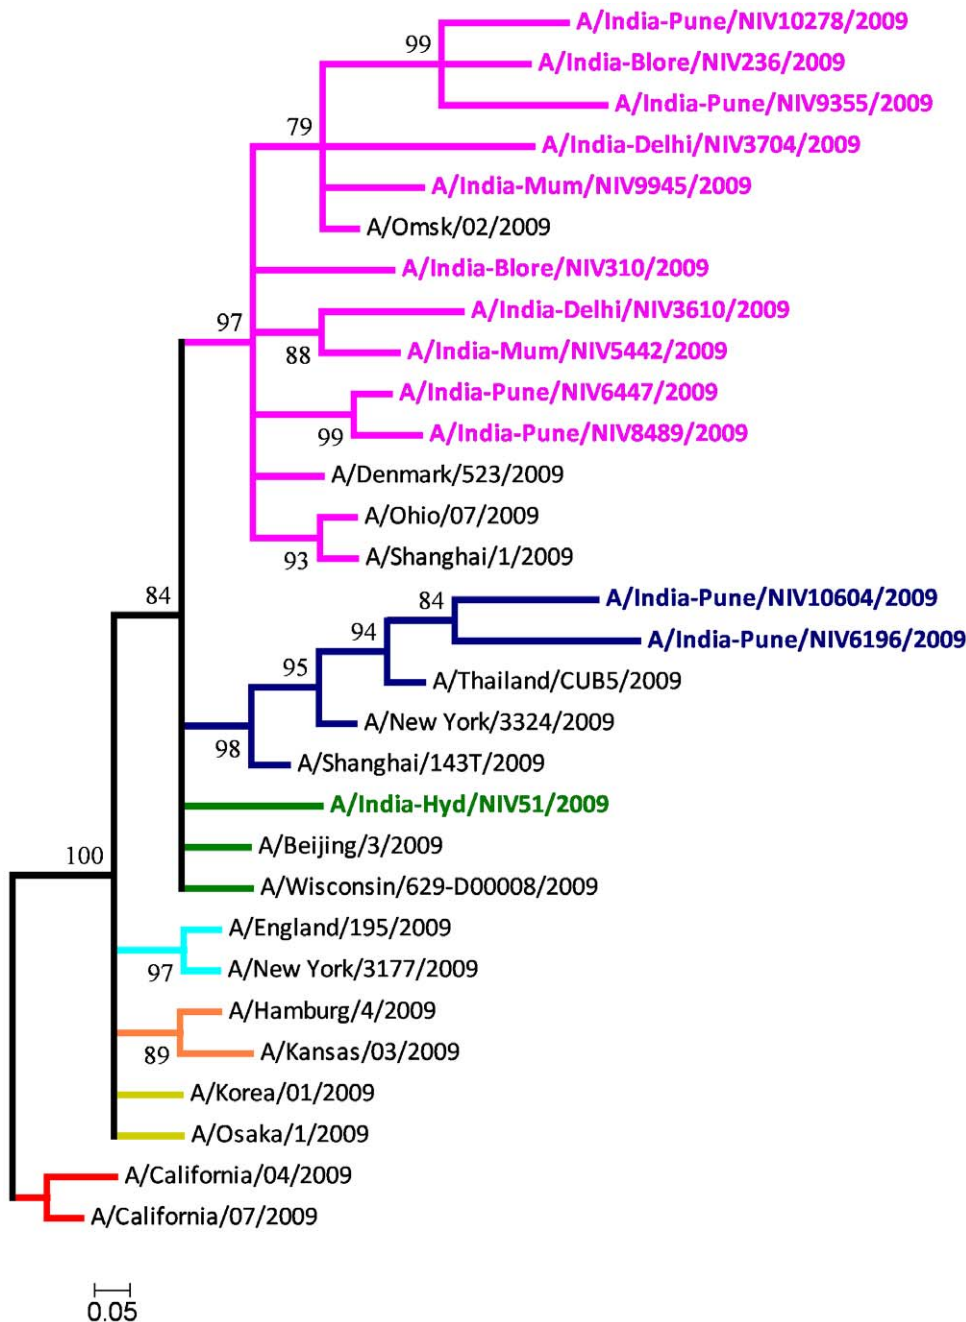 A/India-Pune/NIV10278/2009
99
A/India-Blore/NIV236/2009
A/India-Pune/NIV9355/2009
79
A/India-Delhi/NIV3704/2009
A/India-Mum/NIV9945/2009
A/Omsk/02/2009
A/India-Blore/NIV310/2009
A/India-Delhi/NIV3610/2009
97
88
A/India-Mum/NIV5442/2009
A/India-Pune/NIV6447/2009
99
A/India-Pune/NIV8489/2009
A/Denmark/523/2009
A/Ohio/07/2009
93
A/Shanghai/1/2009
84
84
A/India-Pune/NIV10604/2009
94
A/India-Pune/NIV6196/2009
95
A/Thailand/CUB5/2009
A/New York/3324/2009
98
A/Shanghai/143T/2009
A/India-Hyd/NIV51/2009
A/Beijing/3/2009
100
A/Wisconsin/629-D00008/2009
A/England/195/2009
97
A/New York/3177/2009
A/Hamburg/4/2009
89
A/Kansas/03/2009
A/Korea/01/2009
A/Osaka/1/2009
A/California/04/2009
A/California/07/2009
0.05